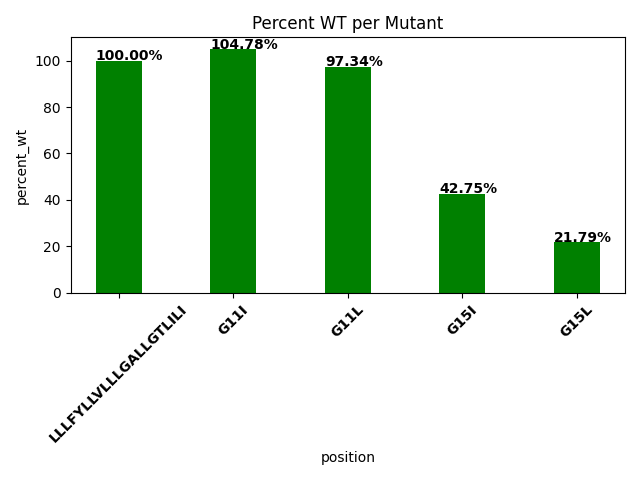 Percent WT per Mutant
percent_wt
100
80
60
40
20
0
100.00%
104.78%
97.34%
42.75%
21.79%
LLLFYLLVLLLGALLGTLILI
G11I
G11L
G15I
G15L
position